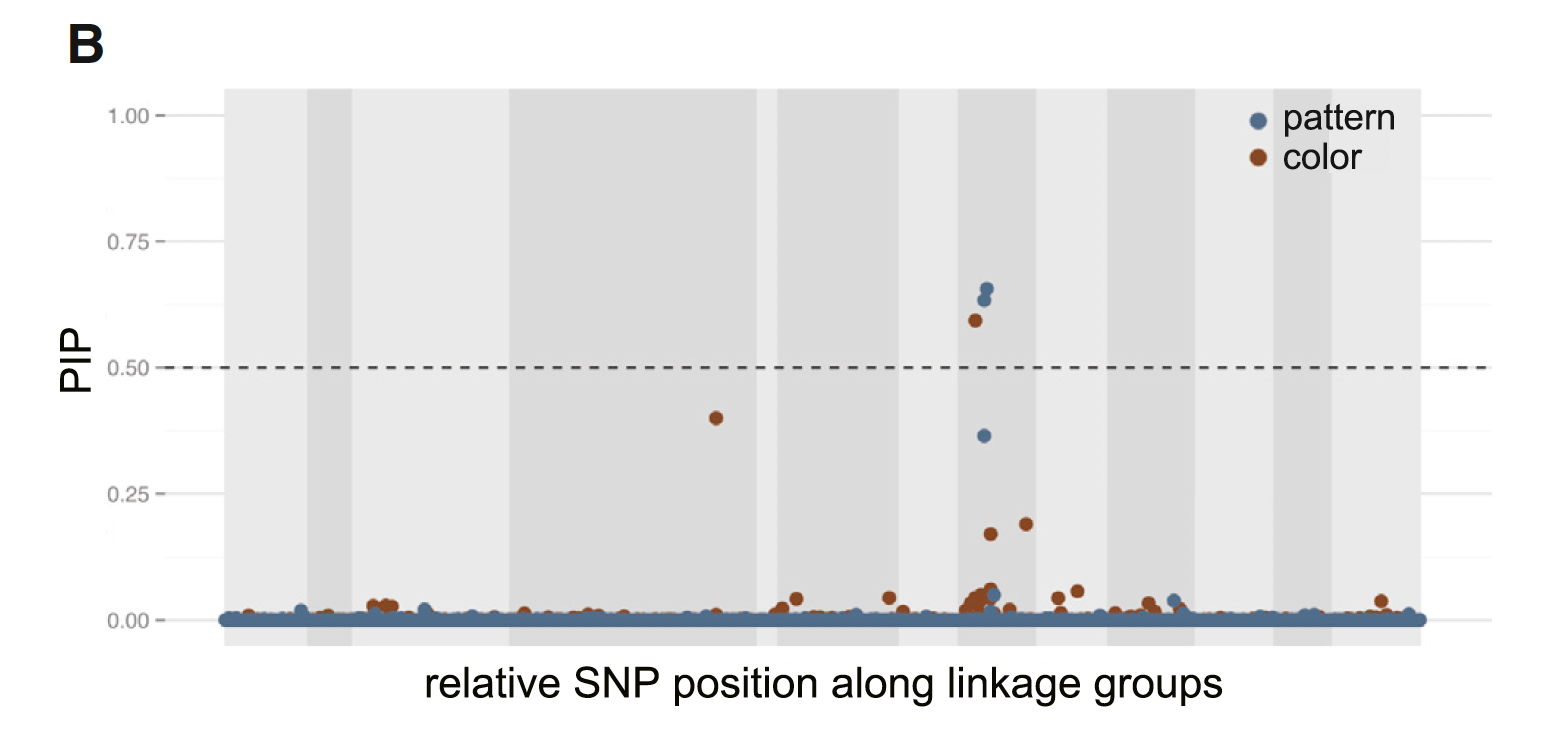 B
1.00
pattern
color
0.75
PIP
0.50
0.25
0.00
relative SNP position along linkage groups